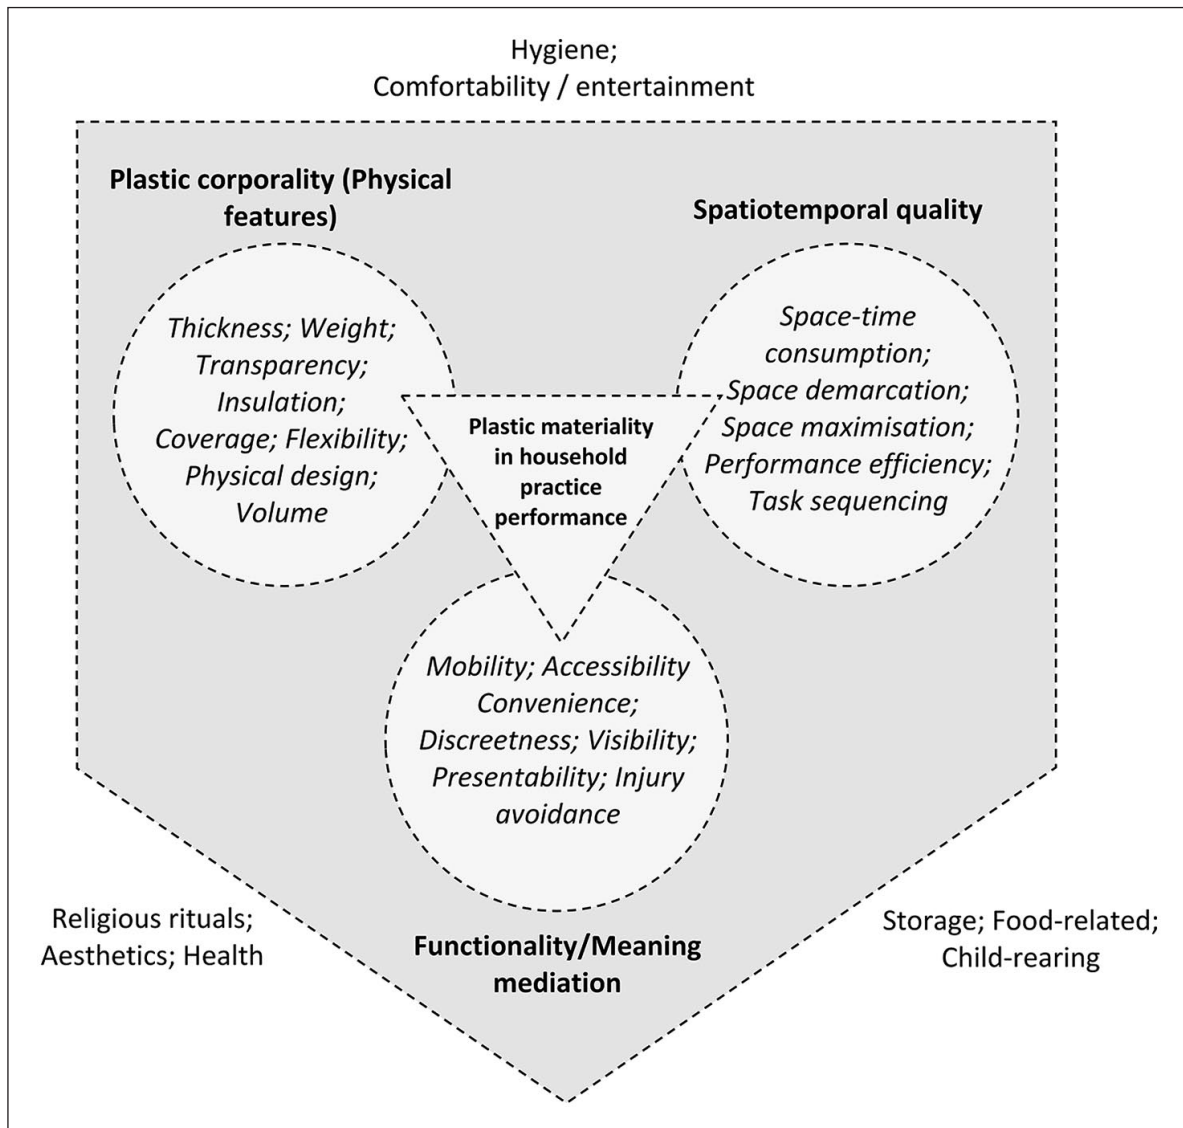 Hygiene;
Comfortability / entertainment
Plastic corporality (Physical
features)
Thickness; Weight;
Transparency;
Insulation;
Coverage; Flexibility;
Physical design;
Volume
Spatiotemporal quality
Space-time
consumption;
Space demarcation;
Space maximisation;
Performance efficiency;
Task sequencing
Plastic materiality
in household
practice
performance
Mobility; Accessibility
Convenience;
Discreetness; Visibility;
Presentability; Injury
avoidance
Functionality/Meaning
mediation
Religious rituals;
Aesthetics; Health
Storage; Food-related;
Child-rearing